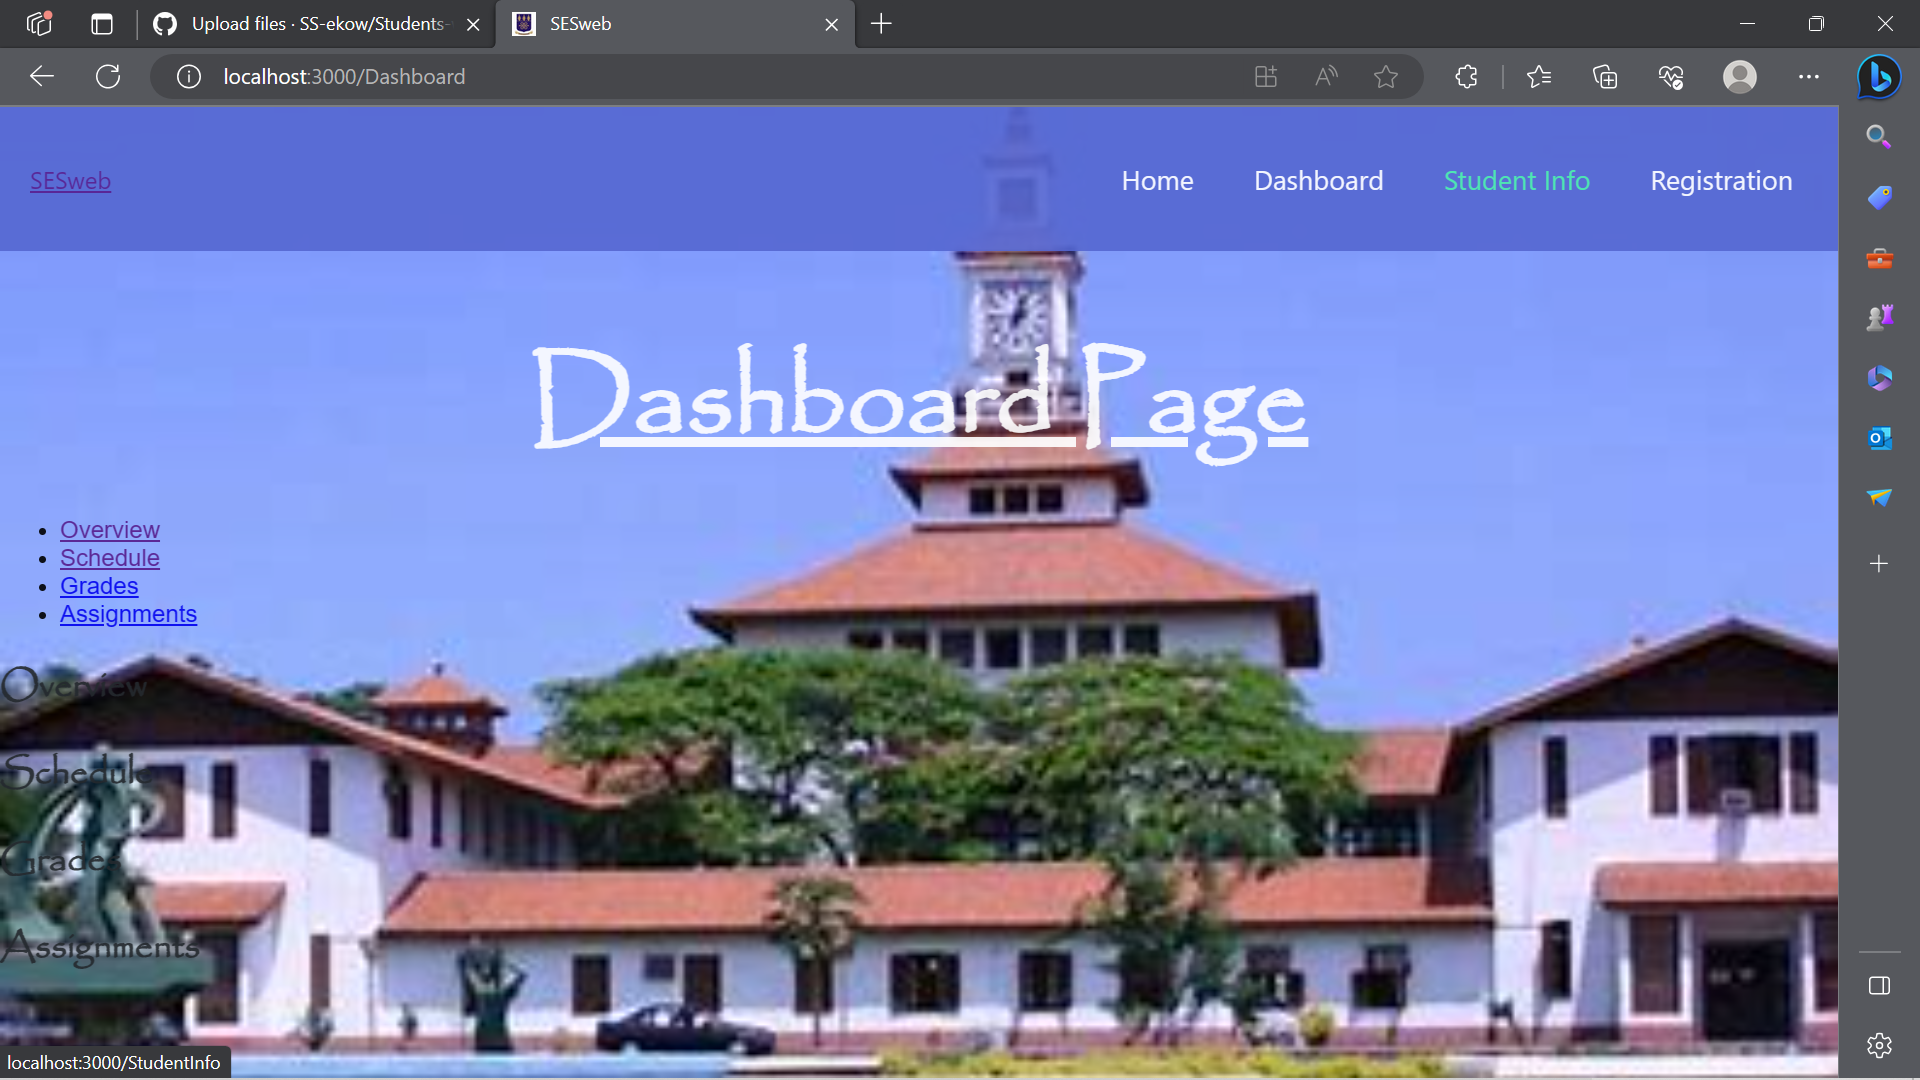 Upload files · SS-ekow/Students-
SESweb
localhost:3000/Dashboard
SESweb
Home
Dashboard
Student Info
Registration
Dashboard Page
Overview
Schedule
Grades
Assignments
Overview
Schedule
Grades
Assignments
localhost:3000/StudentInfo